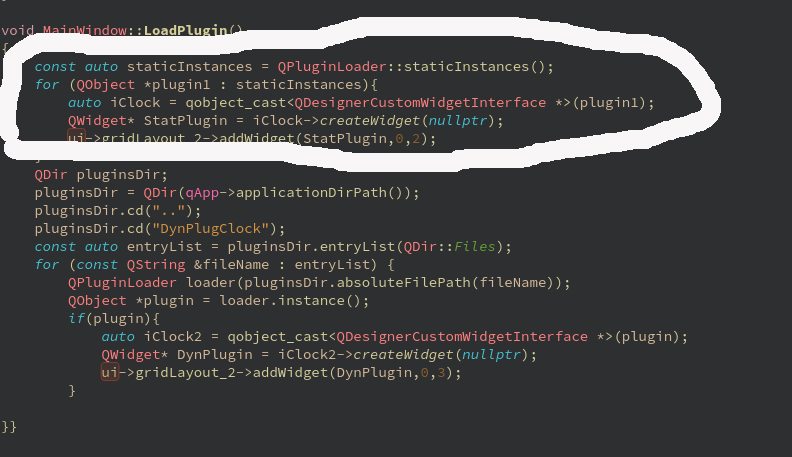 void MainWindow::LoadPlugin()
{
const auto staticInstances = QPluginLoader::staticInstances();
for (QObject *plugin1 : staticInstances){
auto iClock = qobject_cast<QDesignerCustomWidgetInterface *>(plugin1);
QWidget* StatPlugin = iClock->createWidget(nullptr);
ui->gridLayout_2->addWidget(StatPlugin,0,2);
}
QDir pluginsDir;
pluginsDir = QDir(qApp->applicationDirPath());
pluginsDir.cd("..");
pluginsDir.cd("DynPlugClock");
const auto entryList = pluginsDir.entryList(QDir::Files);
for (const QString &fileName : entryList) {
QPluginLoader loader(pluginsDir.absoluteFilePath(fileName));
QObject *plugin = loader.instance();
if(plugin){
auto iClock2 = qobject_cast<QDesignerCustomWidgetInterface *>(plugin);
QWidget* DynPlugin = iClock2->createWidget(nullptr);
ui->gridLayout_2->addWidget(DynPlugin,0,3);
}
}}